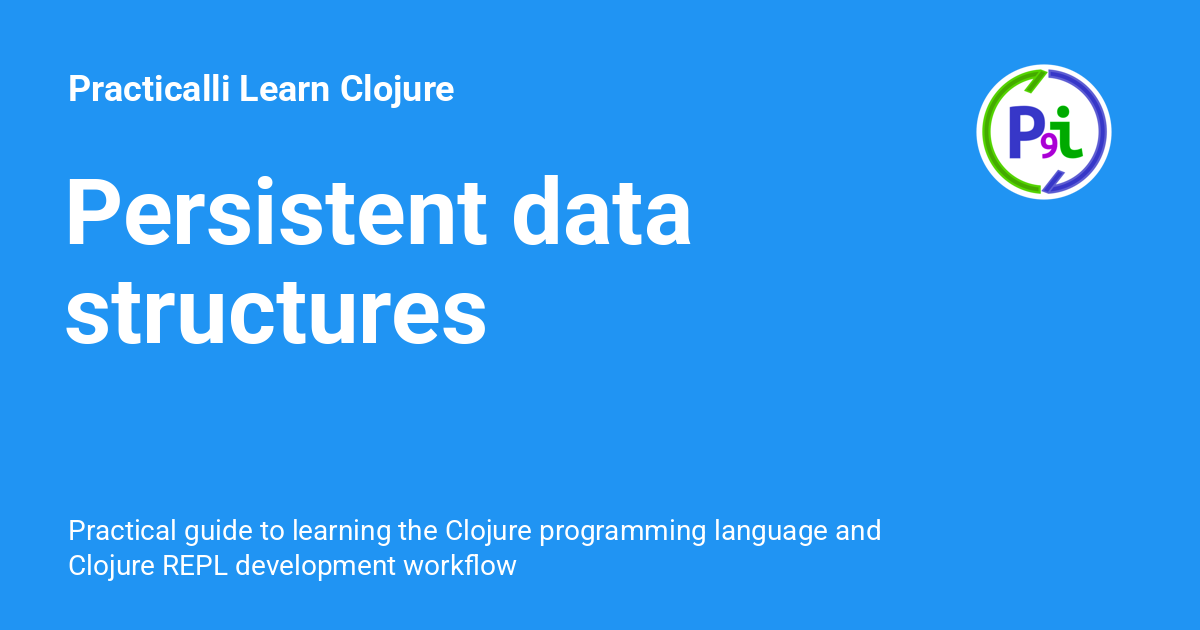 Practicalli Learn Clojure
P9i
Persistent data
structures
Practical guide to learning the Clojure programming language and
Clojure REPL development workflow